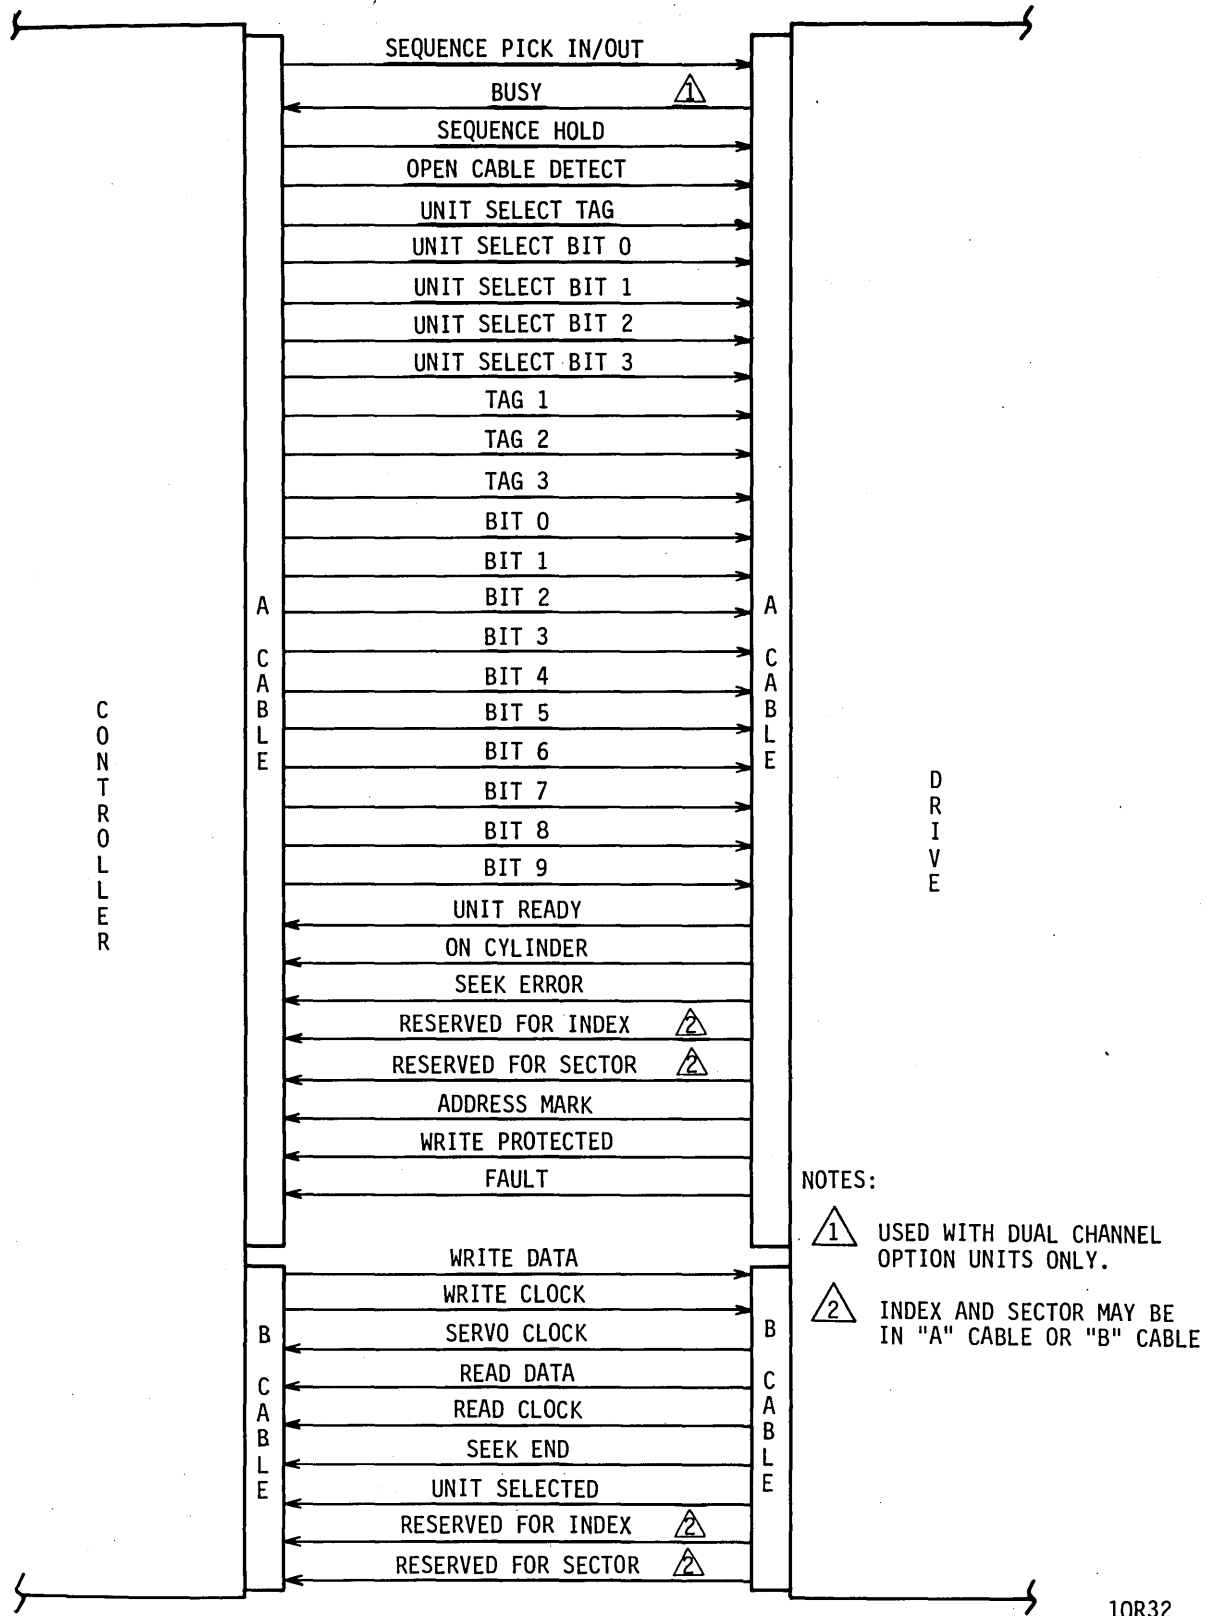 SEQUENCE PICK IN/OUT
BUSY 1
SEQUENCE HOLD
OPEN CABLE DETECT
UNIT SELECT TAG
UNIT SELECT BIT 0
UNIT SELECT BIT 1
UNIT SELECT BIT 2
UNIT SELECT BIT 3
TAG 1
TAG 2
TAG 3
BIT 0
BIT 1
BIT 2
BIT 3
BIT 4
BIT 5
BIT 6
BIT 7
BIT 8
BIT 9
UNIT READY
ON CYLINDER
SEEK ERROR
RESERVED FOR INDEX 2
RESERVED FOR SECTOR 2
ADDRESS MARK
WRITE PROTECTED
FAULT
A CABLE
A CABLE
CONTROLLER
DRIVE
WRITE DATA
WRITE CLOCK
SERVO CLOCK
READ DATA
READ CLOCK
SEEK END
UNIT SELECTED
RESERVED FOR INDEX 2
RESERVED FOR SECTOR 2
B CABLE
B CABLE
NOTES:
1 USED WITH DUAL CHANNEL
OPTION UNITS ONLY.
2 INDEX AND SECTOR MAY BE
IN "A" CABLE OR "B" CABLE
10R32